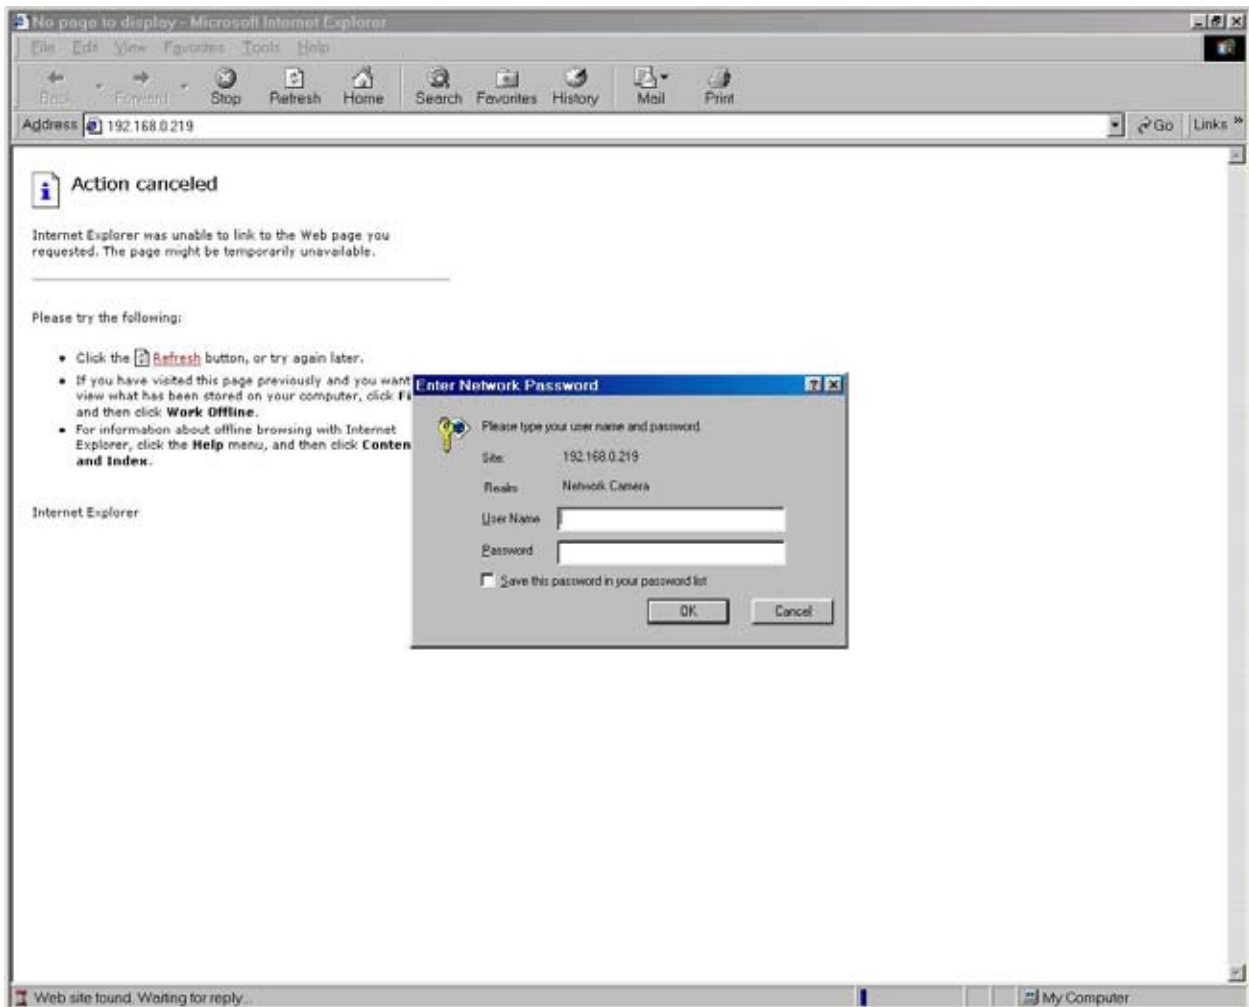 No page to display - Microsoft Internet Explorer
File Edit View Favorites Tools Help
Back Forward Stop Refresh Home Search Favorites History Mail Print
Address 192.168.0.219 Go Links »
Action canceled
Internet Explorer was unable to link to the Web page you
requested. The page might be temporarily unavailable.
Please try the following:
• Click the Refresh button, or try again later.
• If you have visited this page previously and you want
view what has been stored on your computer, click Fi
and then click Work Offline.
• For information about offline browsing with Internet
Explorer, click the Help menu, and then click Conten
and Index.
Internet Explorer
Enter Network Password
Please type your user name and password.
Site: 192.168.0.219
Realm Network Camera
User Name
Password
Save this password in your password list
OK Cancel
Web site found. Waiting for reply... My Computer